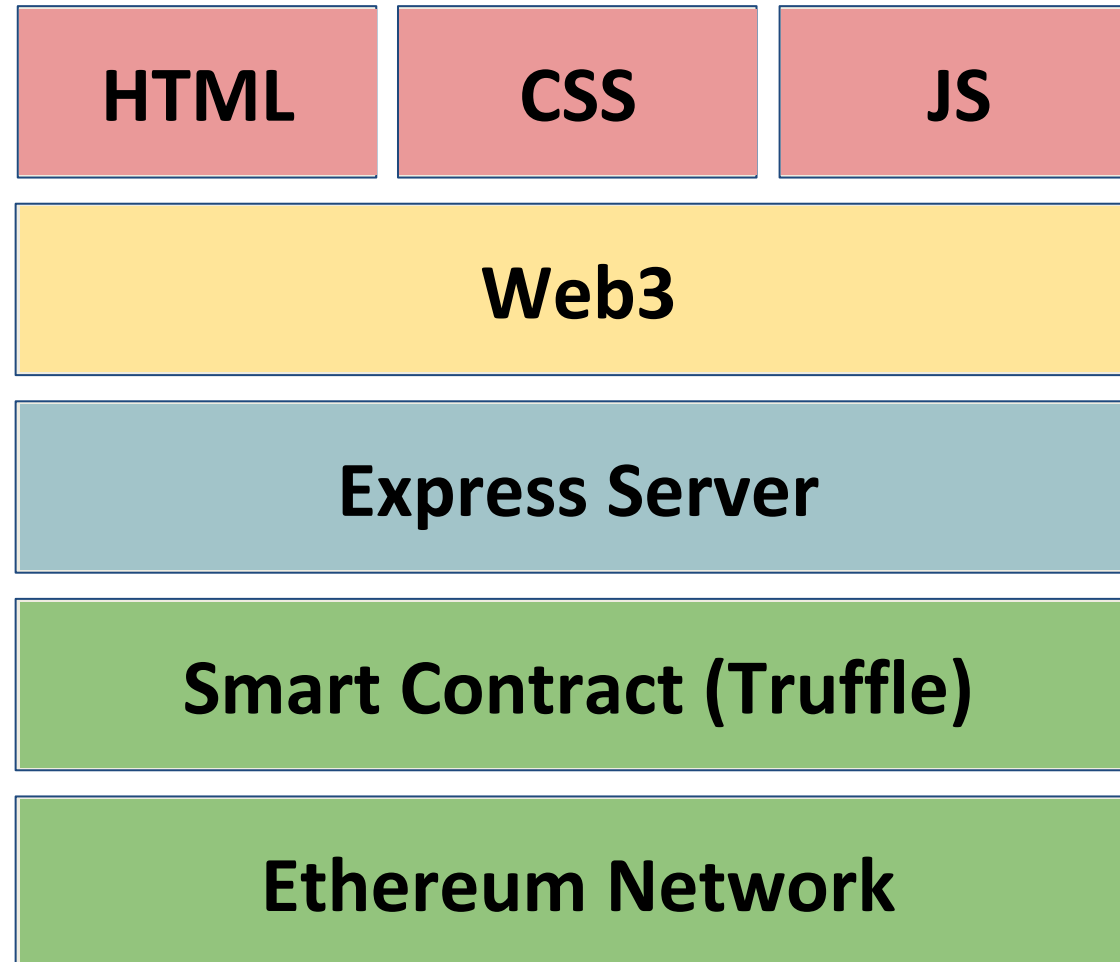 HTML CSS JS
Web3
Express Server
Smart Contract (Truffle)
Ethereum Network